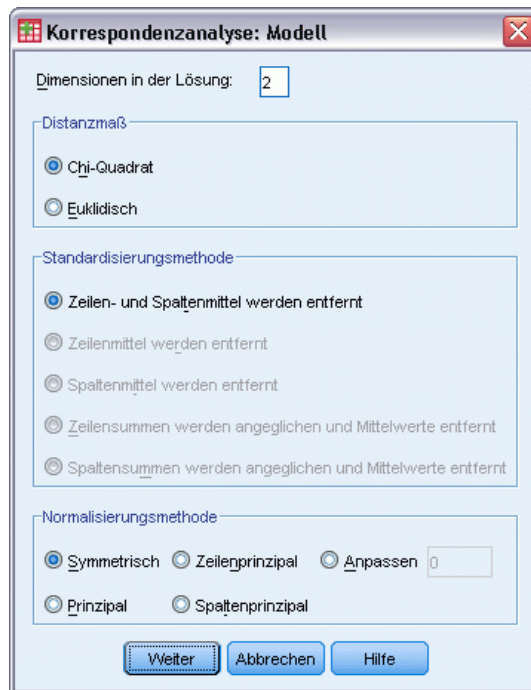 Korrespondenzanalyse: Modell
Dimensionen in der Lösung: 2
Distanzmaß
Chi-Quadrat
Euklidisch
Standardisierungsmethode
Zeilen- und Spaltenmittel werden entfernt
Zeilenmittel werden entfernt
Spaltenmittel werden entfernt
Zeilensummen werden angeglichen und Mittelwerte entfernt
Spaltensummen werden angeglichen und Mittelwerte entfernt
Normalisierungsmethode
Symmetrisch Zeilenprinzipal Anpassen 0
Prinzipal Spaltenprinzipal
Weiter Abbrechen Hilfe